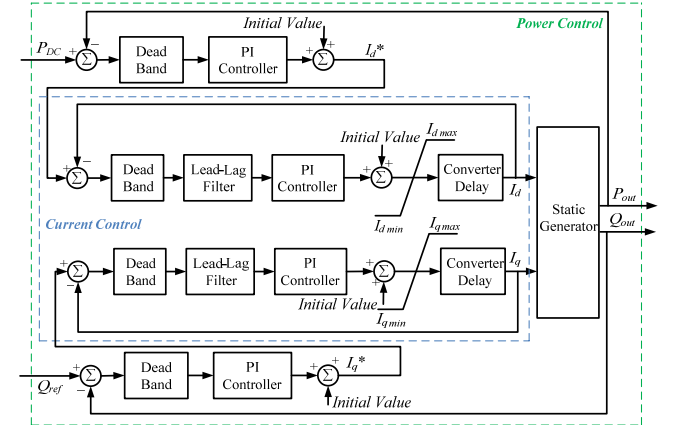 Initial Value
Power Control
P_DC
+
−
Σ
Dead
Band
PI
Controller
+
+
Σ
I_d*
Initial Value
I_d max
+
−
Σ
Dead
Band
Lead-Lag
Filter
PI
Controller
+
+
Σ
Converter
Delay
I_d
I_d min
Current Control
Static
Generator
P_out
Q_out
I_q max
+
−
Σ
Dead
Band
Lead-Lag
Filter
PI
Controller
+
+
Σ
Converter
Delay
I_q
Initial Value
I_q min
Q_ref
+
−
Σ
Dead
Band
PI
Controller
+
+
Σ
I_q*
Initial Value